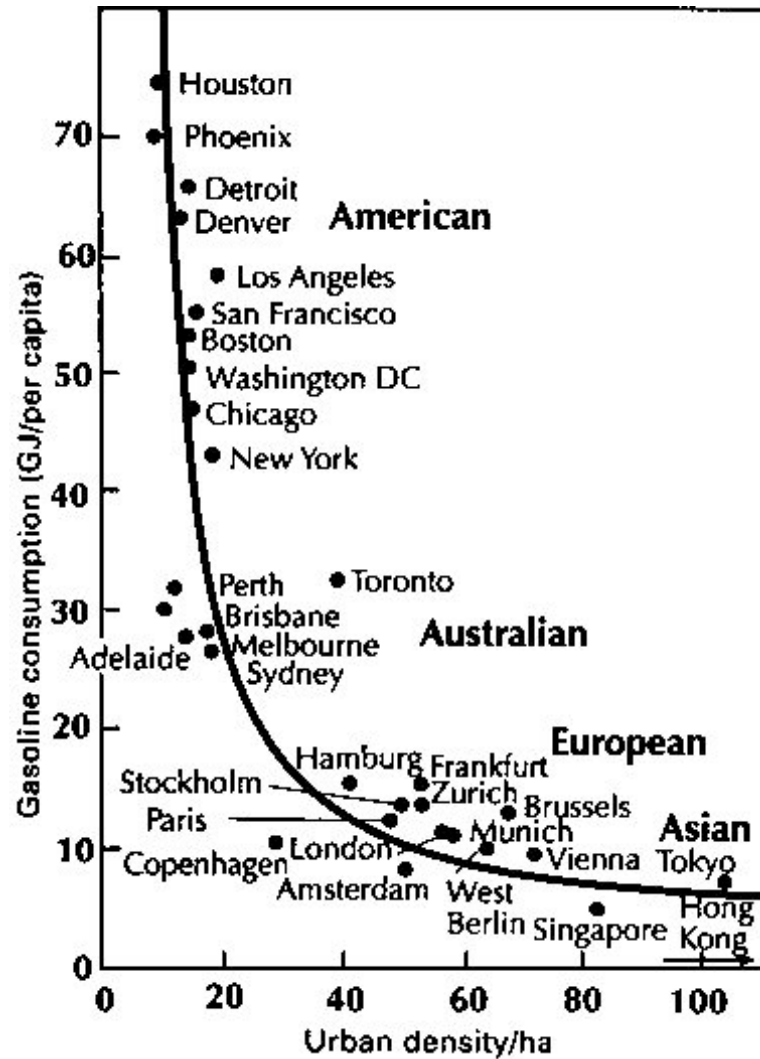 Gasoline consumption (GJ/per capita)
70
60
50
40
30
20
10
0
Houston
Phoenix
Detroit
Denver
American
Los Angeles
San Francisco
Boston
Washington DC
Chicago
New York
Perth
Toronto
Brisbane
Australian
Adelaide
Melbourne
Sydney
European
Hamburg
Frankfurt
Stockholm
Zurich
Brussels
Paris
Asian
London
Munich
Vienna
Tokyo
Copenhagen
Amsterdam
West
Berlin
Singapore
Hong
Kong
0 20 40 60 80 100
Urban density/ha